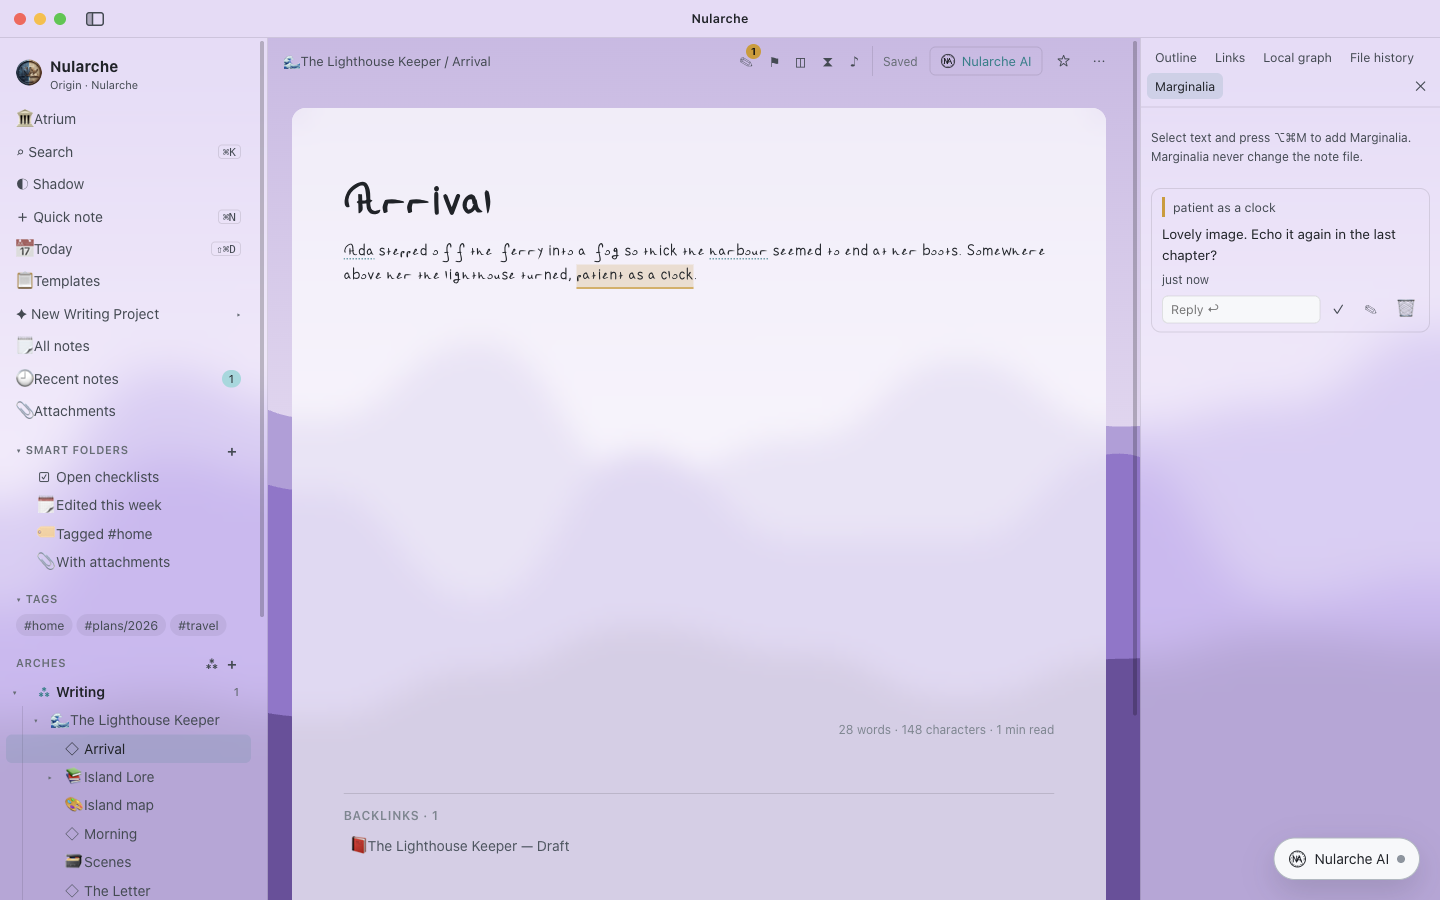 Nularche
Nularche
Origin · Nularche
Atrium
Search ⌘K
Shadow
Quick note ⌘N
Today ⇧⌘D
Templates
New Writing Project
All notes
Recent notes 1
Attachments
SMART FOLDERS
Open checklists
Edited this week
Tagged #home
With attachments
TAGS
#home #plans/2026 #travel
ARCHES
Writing 1
The Lighthouse Keeper
Arrival
Island Lore
Island map
Morning
Scenes
The Letter
The Lighthouse Keeper / Arrival
1
Saved
Nularche AI
Arrival
Ada stepped off the ferry into a fog so thick the harbour seemed to end at her boots. Somewhere
above her the lighthouse turned, patient as a clock.
28 words · 148 characters · 1 min read
BACKLINKS · 1
The Lighthouse Keeper — Draft
Outline Links Local graph File history
Marginalia
Select text and press ⌥⌘M to add Marginalia.
Marginalia never change the note file.
patient as a clock
Lovely image. Echo it again in the last
chapter?
just now
Reply ↩
Nularche AI